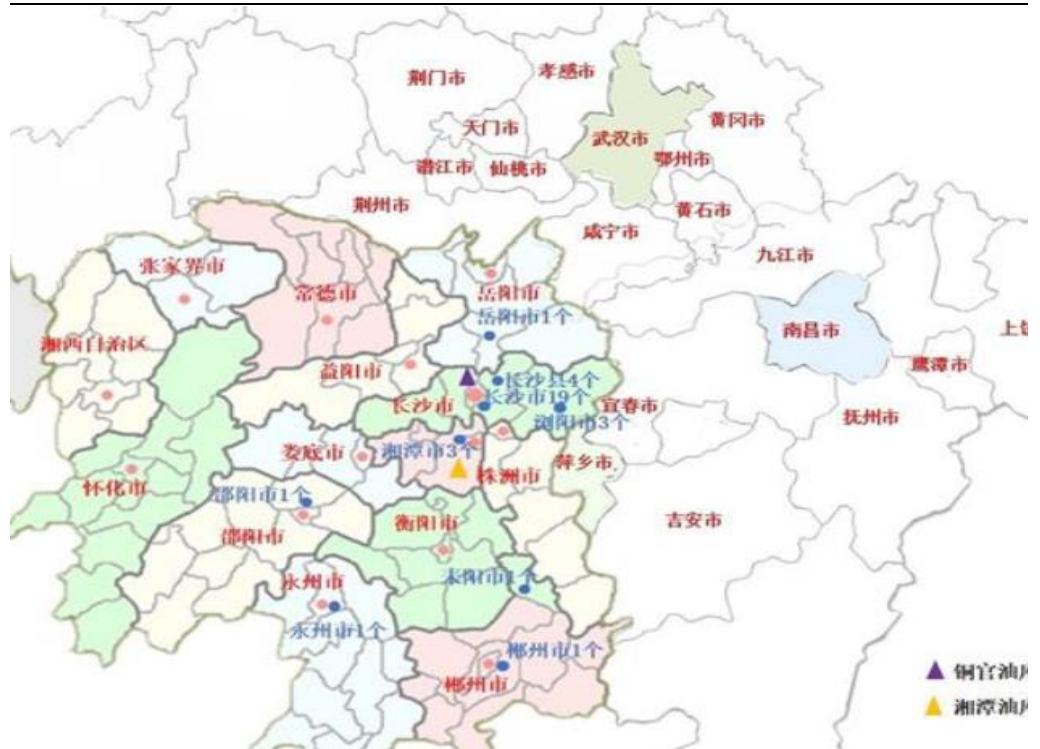 荆门市
孝感市
天门市
武汉市
黄冈市
潜江市
仙桃市
鄂州市
荆州市
黄石市
咸宁市
九江市
张家界市
常德市
岳阳市
岳阳市1个
南昌市
湘西自治区
益阳市
鹰潭市
长沙县4个
长沙市
长沙市19个
宜春市
浏阳市3个
抚州市
娄底市
湘潭市3个
株洲市
萍乡市
怀化市
邵阳市1个
衡阳市
吉安市
邵阳市
耒阳市1个
永州市
永州市1个
郴州市1个
郴州市
铜官油
湘潭油
上